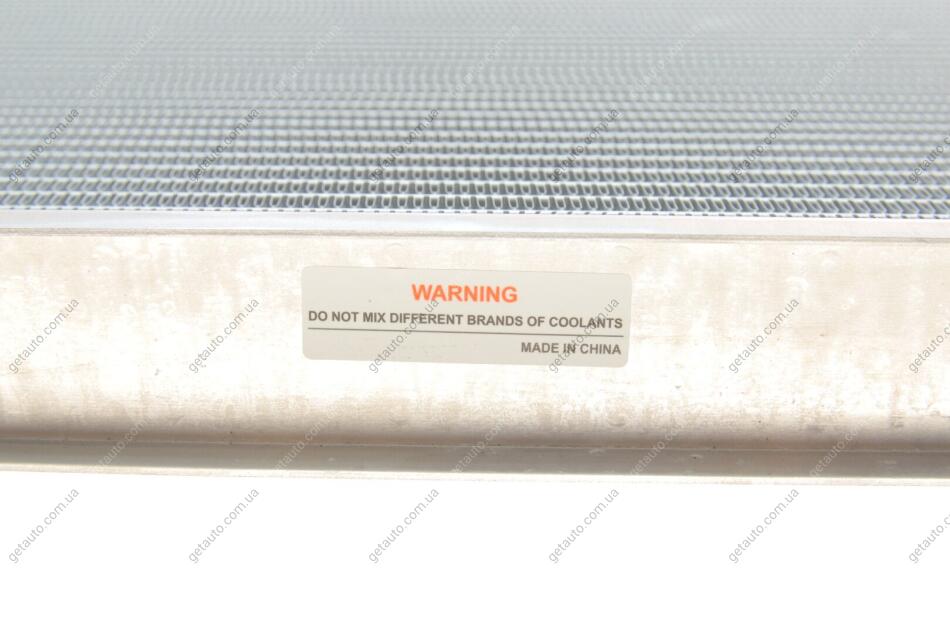 WARNING
DO NOT MIX DIFFERENT BRANDS OF COOLANTS
MADE IN CHINA
getauto.com.ua